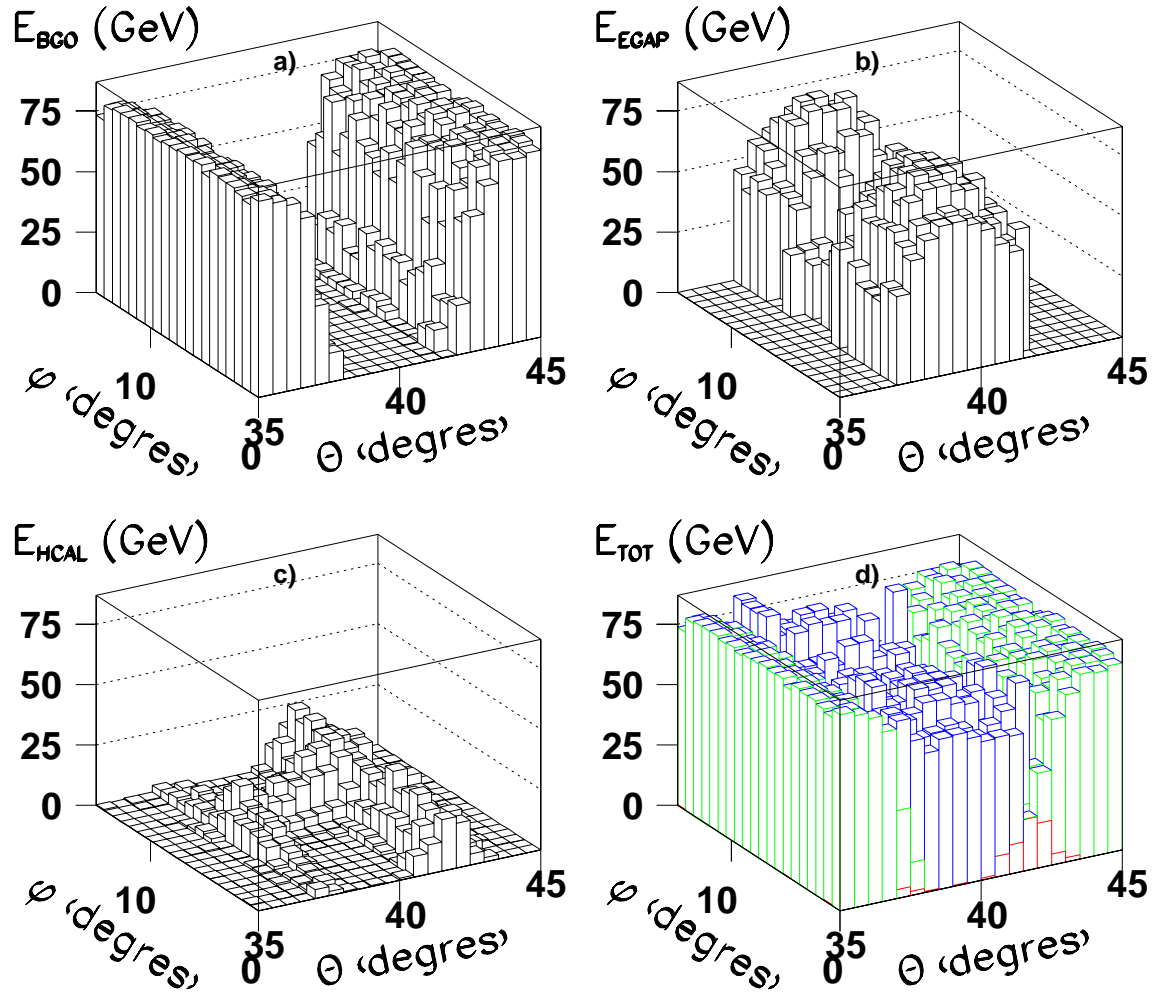 E_BGO (GeV)
a)
75
50
25
0
10
φ ‹degres›
35
0
40
45
Θ ‹degres›
E_EGAP (GeV)
b)
75
50
25
0
10
φ ‹degres›
35
0
40
45
Θ ‹degres›
E_HCAL (GeV)
c)
75
50
25
0
10
φ ‹degres›
35
0
40
45
Θ ‹degres›
E_TOT (GeV)
d)
75
50
25
0
10
φ ‹degres›
35
0
40
45
Θ ‹degres›